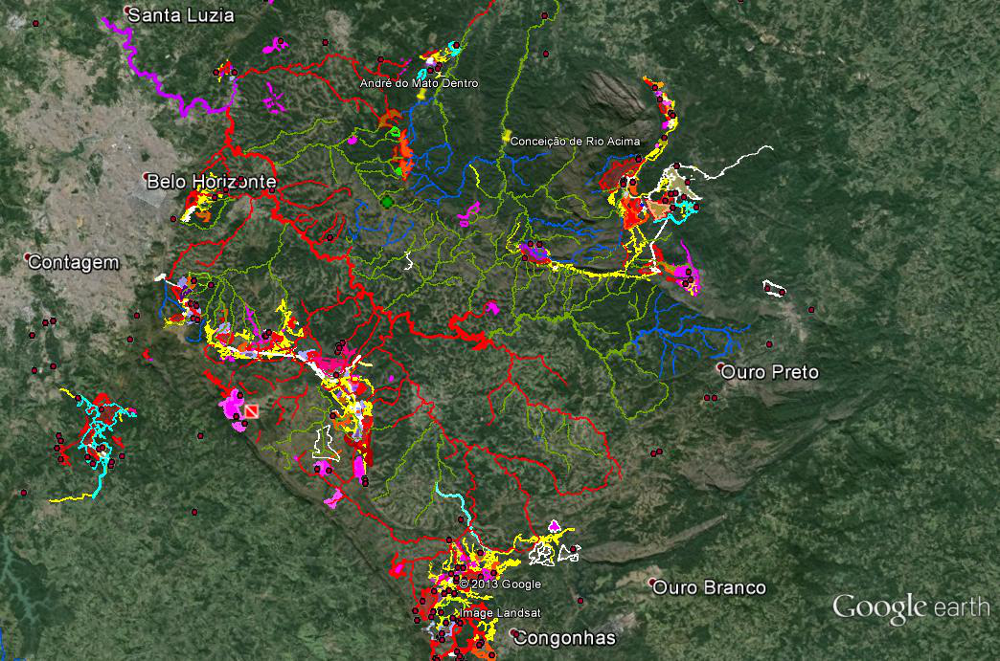 Santa Luzia
André do Mato Dentro
Conceição de Rio Acima
Belo Horizonte
Contagem
Ouro Preto
© 2013 Google
Ouro Branco
Google earth
Image Landsat
Congonhas